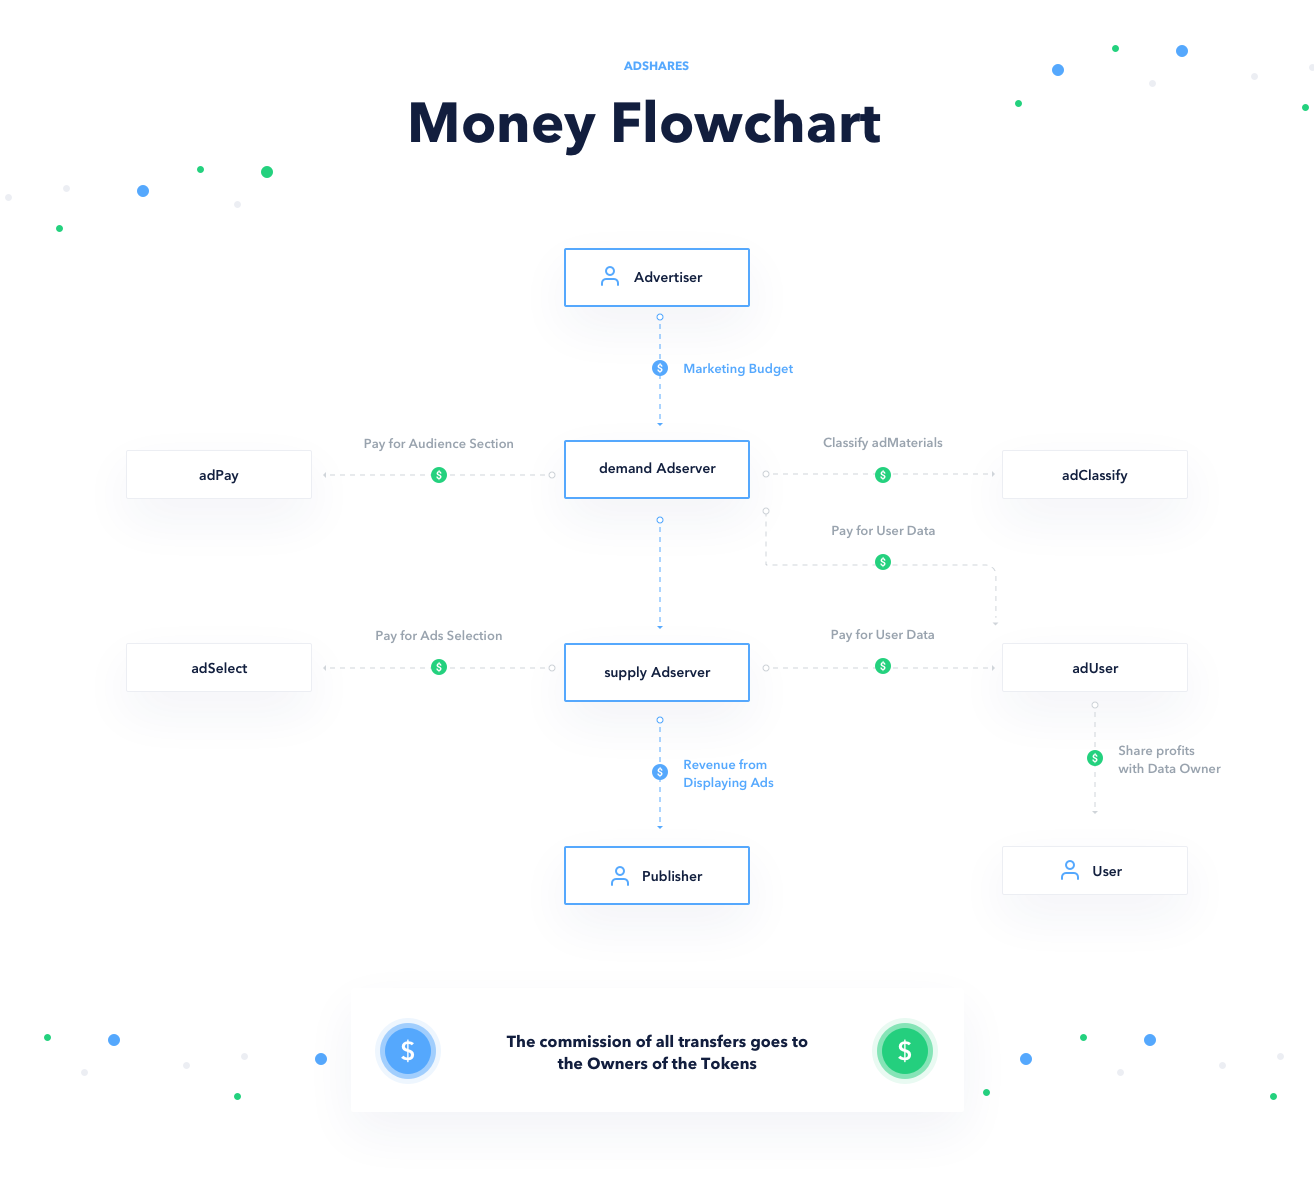 ADSHARES
Money Flowchart
Advertiser
Marketing Budget
Pay for Audience Section
Classify adMaterials
adPay
$
demand Adserver
$
adClassify
$
Pay for User Data
$
Pay for Ads Selection
Pay for User Data
adSelect
$
supply Adserver
$
adUser
$
Revenue from
Displaying Ads
$
Share profits
with Data Owner
Publisher
User
$
The commission of all transfers goes to
the Owners of the Tokens
$